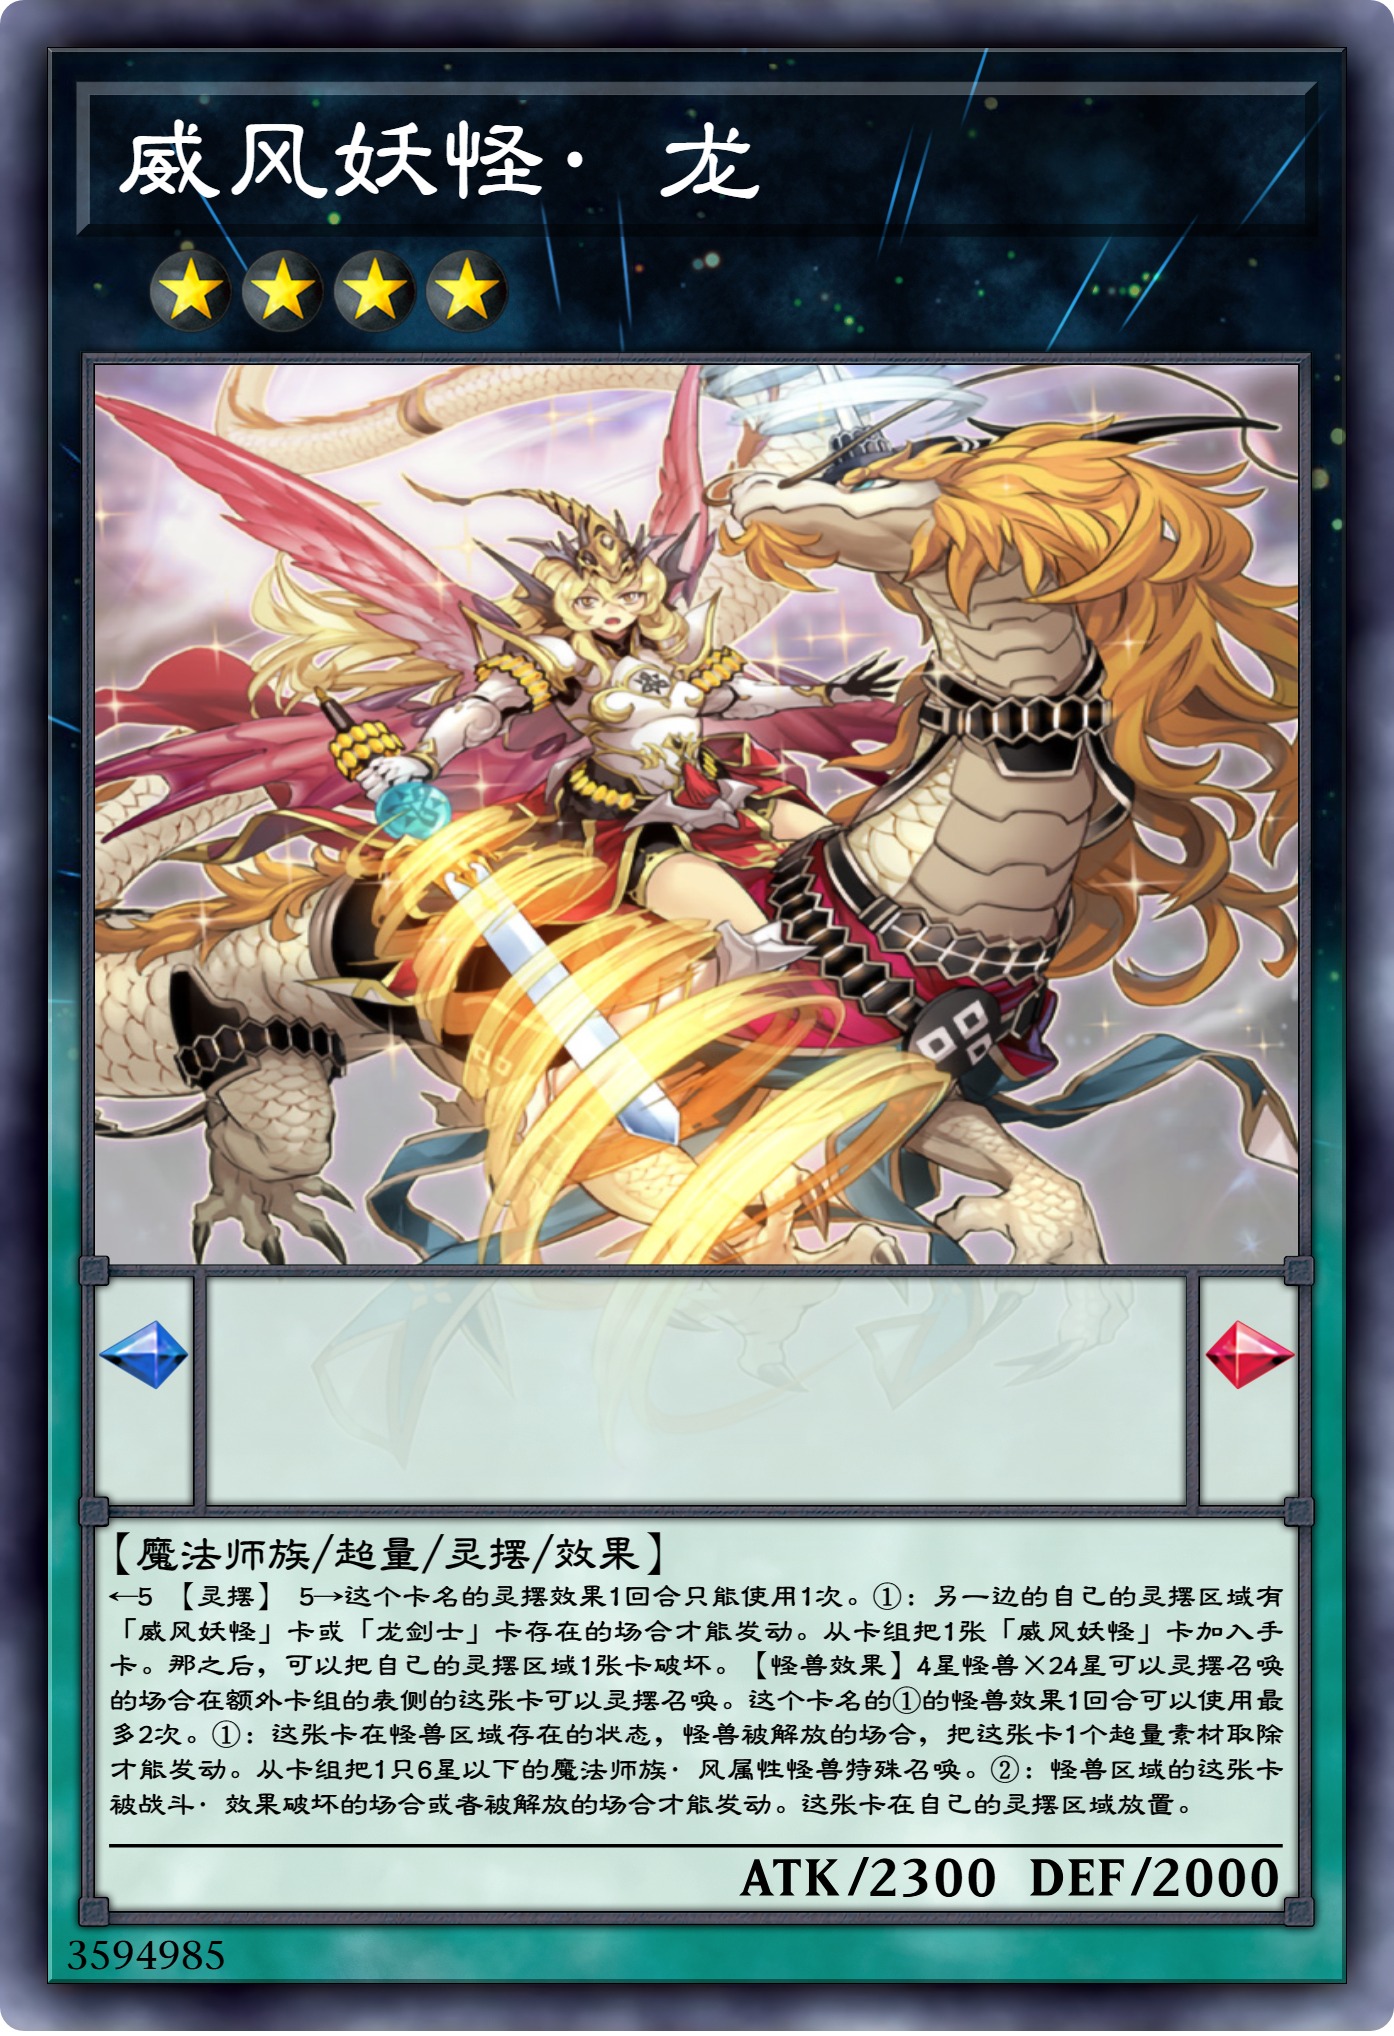 威风妖怪·龙
【魔法师族/超量/灵摆/效果】
←5 【灵摆】 5→这个卡名的灵摆效果1回合只能使用1次。①：另一边的自己的灵摆区域有
「威风妖怪」卡或「龙剑士」卡存在的场合才能发动。从卡组把1张「威风妖怪」卡加入手
卡。那之后，可以把自己的灵摆区域1张卡破坏。【怪兽效果】4星怪兽×24星可以灵摆召唤
的场合在额外卡组的表侧的这张卡可以灵摆召唤。这个卡名的①的怪兽效果1回合可以使用最
多2次。①：这张卡在怪兽区域存在的状态，怪兽被解放的场合，把这张卡1个超量素材取除
才能发动。从卡组把1只6星以下的魔法师族·风属性怪兽特殊召唤。②：怪兽区域的这张卡
被战斗·效果破坏的场合或者被解放的场合才能发动。这张卡在自己的灵摆区域放置。
ATK/2300 DEF/2000
3594985